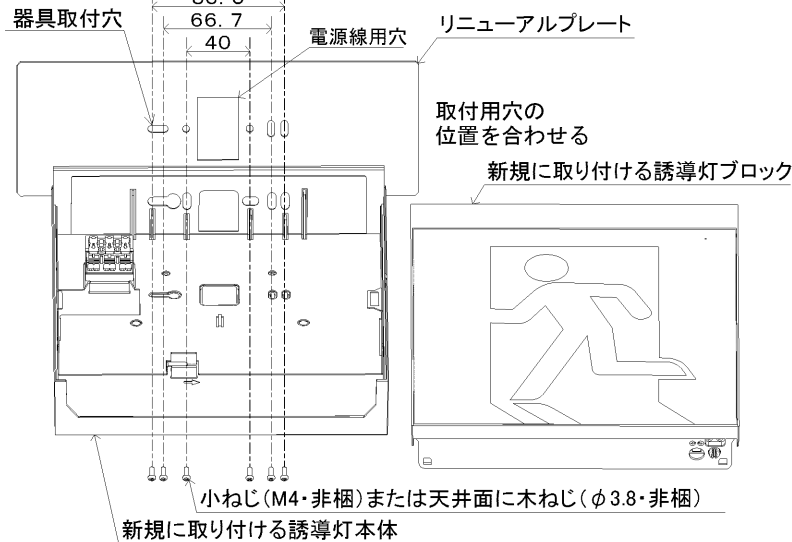 66.7
40
器具取付穴
電源線用穴
リニューアルプレート
取付用穴の
位置を合わせる
新規に取り付ける誘導灯ブロック
小ねじ(M4・非梱)または天井面に木ねじ(φ3.8・非梱)
新規に取り付ける誘導灯本体